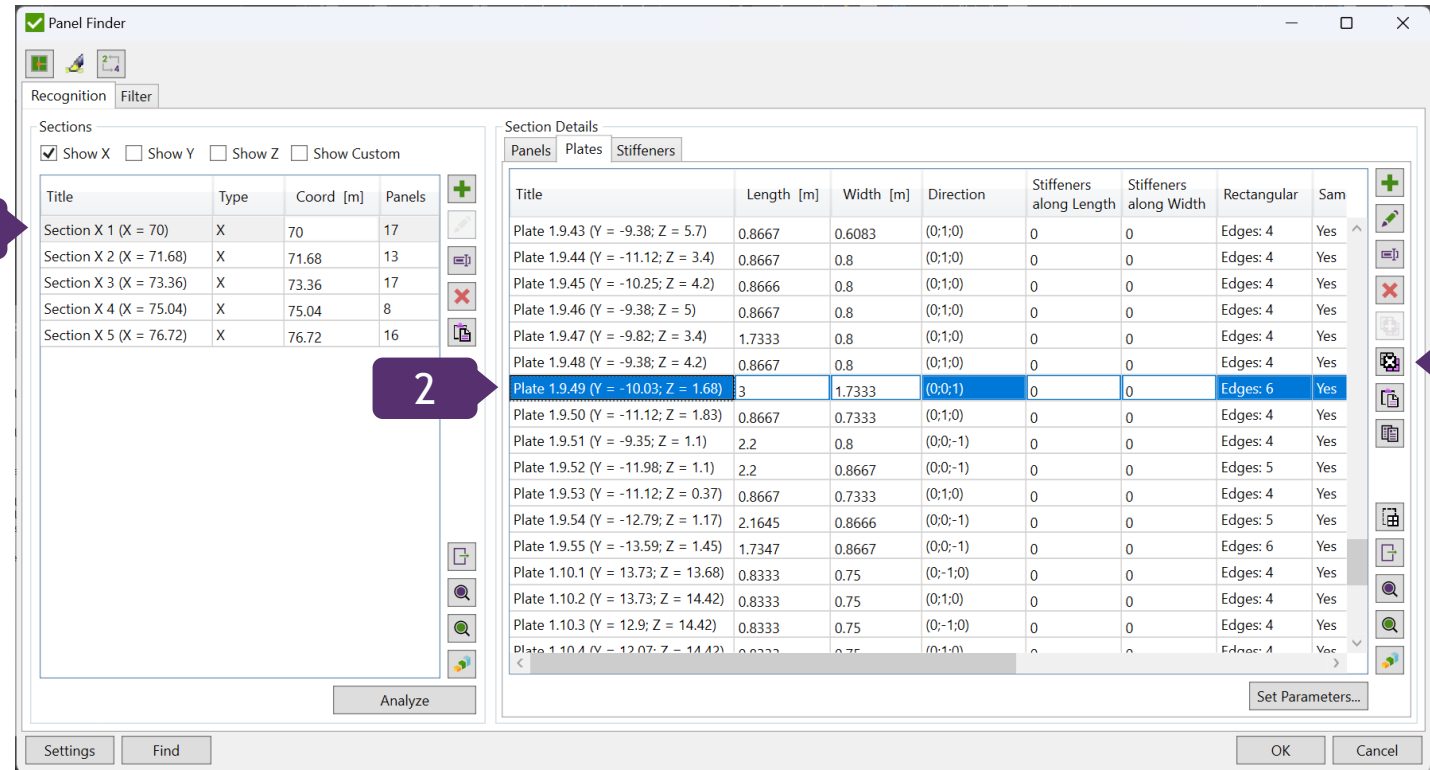 Panel Finder
Recognition Filter
Sections
Show X Show Y Show Z Show Custom
Title Type Coord [m] Panels
Section X 1 (X = 70) X 70 17
Section X 2 (X = 71.68) X 71.68 13
Section X 3 (X = 73.36) X 73.36 17
Section X 4 (X = 75.04) X 75.04 8
Section X 5 (X = 76.72) X 76.72 16
Analyze
2
Section Details
Panels Plates Stiffeners
Title Length [m] Width [m] Direction Stiffeners along Length Stiffeners along Width Rectangular Sam
Plate 1.9.43 (Y = -9.38; Z = 5.7) 0.8667 0.6083 (0;1;0) 0 0 Edges: 4 Yes
Plate 1.9.44 (Y = -11.12; Z = 3.4) 0.8667 0.8 (0;1;0) 0 0 Edges: 4 Yes
Plate 1.9.45 (Y = -10.25; Z = 4.2) 0.8666 0.8 (0;1;0) 0 0 Edges: 4 Yes
Plate 1.9.46 (Y = -9.38; Z = 5) 0.8667 0.8 (0;1;0) 0 0 Edges: 4 Yes
Plate 1.9.47 (Y = -9.82; Z = 3.4) 1.7333 0.8 (0;1;0) 0 0 Edges: 4 Yes
Plate 1.9.48 (Y = -9.38; Z = 4.2) 0.8667 0.8 (0;1;0) 0 0 Edges: 4 Yes
Plate 1.9.49 (Y = -10.03; Z = 1.68) 3 1.7333 (0;0;1) 0 0 Edges: 6 Yes
Plate 1.9.50 (Y = -11.12; Z = 1.83) 0.8667 0.7333 (0;1;0) 0 0 Edges: 4 Yes
Plate 1.9.51 (Y = -9.35; Z = 1.1) 2.2 0.8 (0;0;-1) 0 0 Edges: 4 Yes
Plate 1.9.52 (Y = -11.98; Z = 1.1) 2.2 0.8667 (0;0;-1) 0 0 Edges: 5 Yes
Plate 1.9.53 (Y = -11.12; Z = 0.37) 0.8667 0.7333 (0;1;0) 0 0 Edges: 4 Yes
Plate 1.9.54 (Y = -12.79; Z = 1.17) 2.1645 0.8666 (0;0;-1) 0 0 Edges: 5 Yes
Plate 1.9.55 (Y = -13.59; Z = 1.45) 1.7347 0.8667 (0;0;-1) 0 0 Edges: 6 Yes
Plate 1.10.1 (Y = 13.73; Z = 13.68) 0.8333 0.75 (0;-1;0) 0 0 Edges: 4 Yes
Plate 1.10.2 (Y = 13.73; Z = 14.42) 0.8333 0.75 (0;1;0) 0 0 Edges: 4 Yes
Plate 1.10.3 (Y = 12.9; Z = 14.42) 0.8333 0.75 (0;-1;0) 0 0 Edges: 4 Yes
Plate 1.10.4 (Y = 12.07; Z = 14.42) 0.8333 0.75 (0;1;0) 0 0 Edges: 4 Yes
Set Parameters...
Settings Find OK Cancel